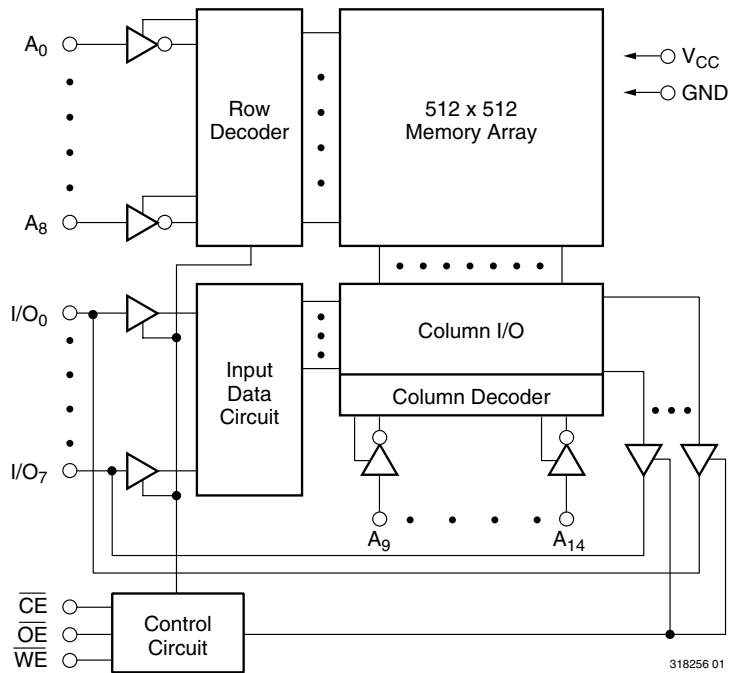 A0
Row
Decoder
512 x 512
Memory Array
VCC
GND
A8
I/O0
Input
Data
Circuit
Column I/O
Column Decoder
I/O7
A9
A14
CE
OE
WE
Control
Circuit
318256 01